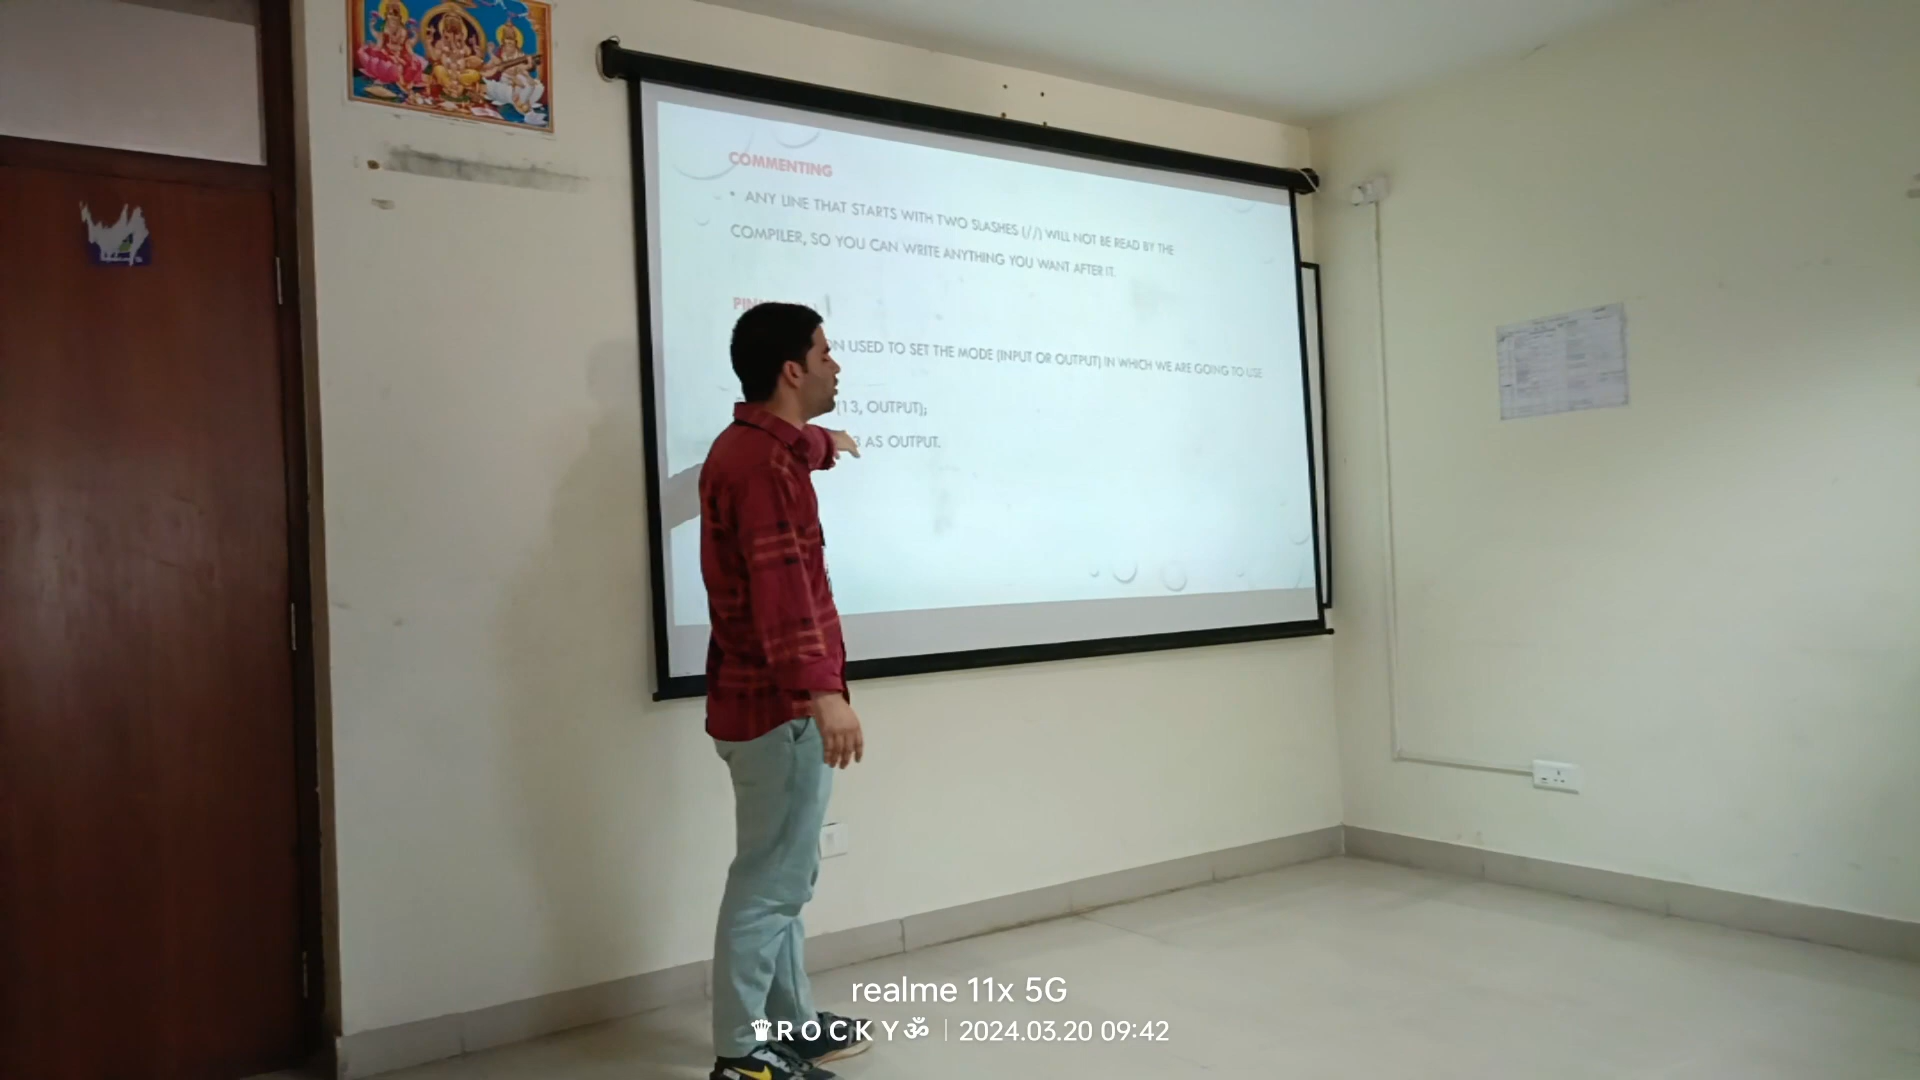 COMMENTING
• ANY LINE THAT STARTS WITH TWO SLASHES (//) WILL NOT BE READ BY THE
COMPILER, SO YOU CAN WRITE ANYTHING YOU WANT AFTER IT.
USED TO SET THE MODE (INPUT OR OUTPUT) IN WHICH WE ARE GOING TO USE
(13, OUTPUT);
3 AS OUTPUT.
realme 11x 5G
ROCKYॐ | 2024.03.20 09:42